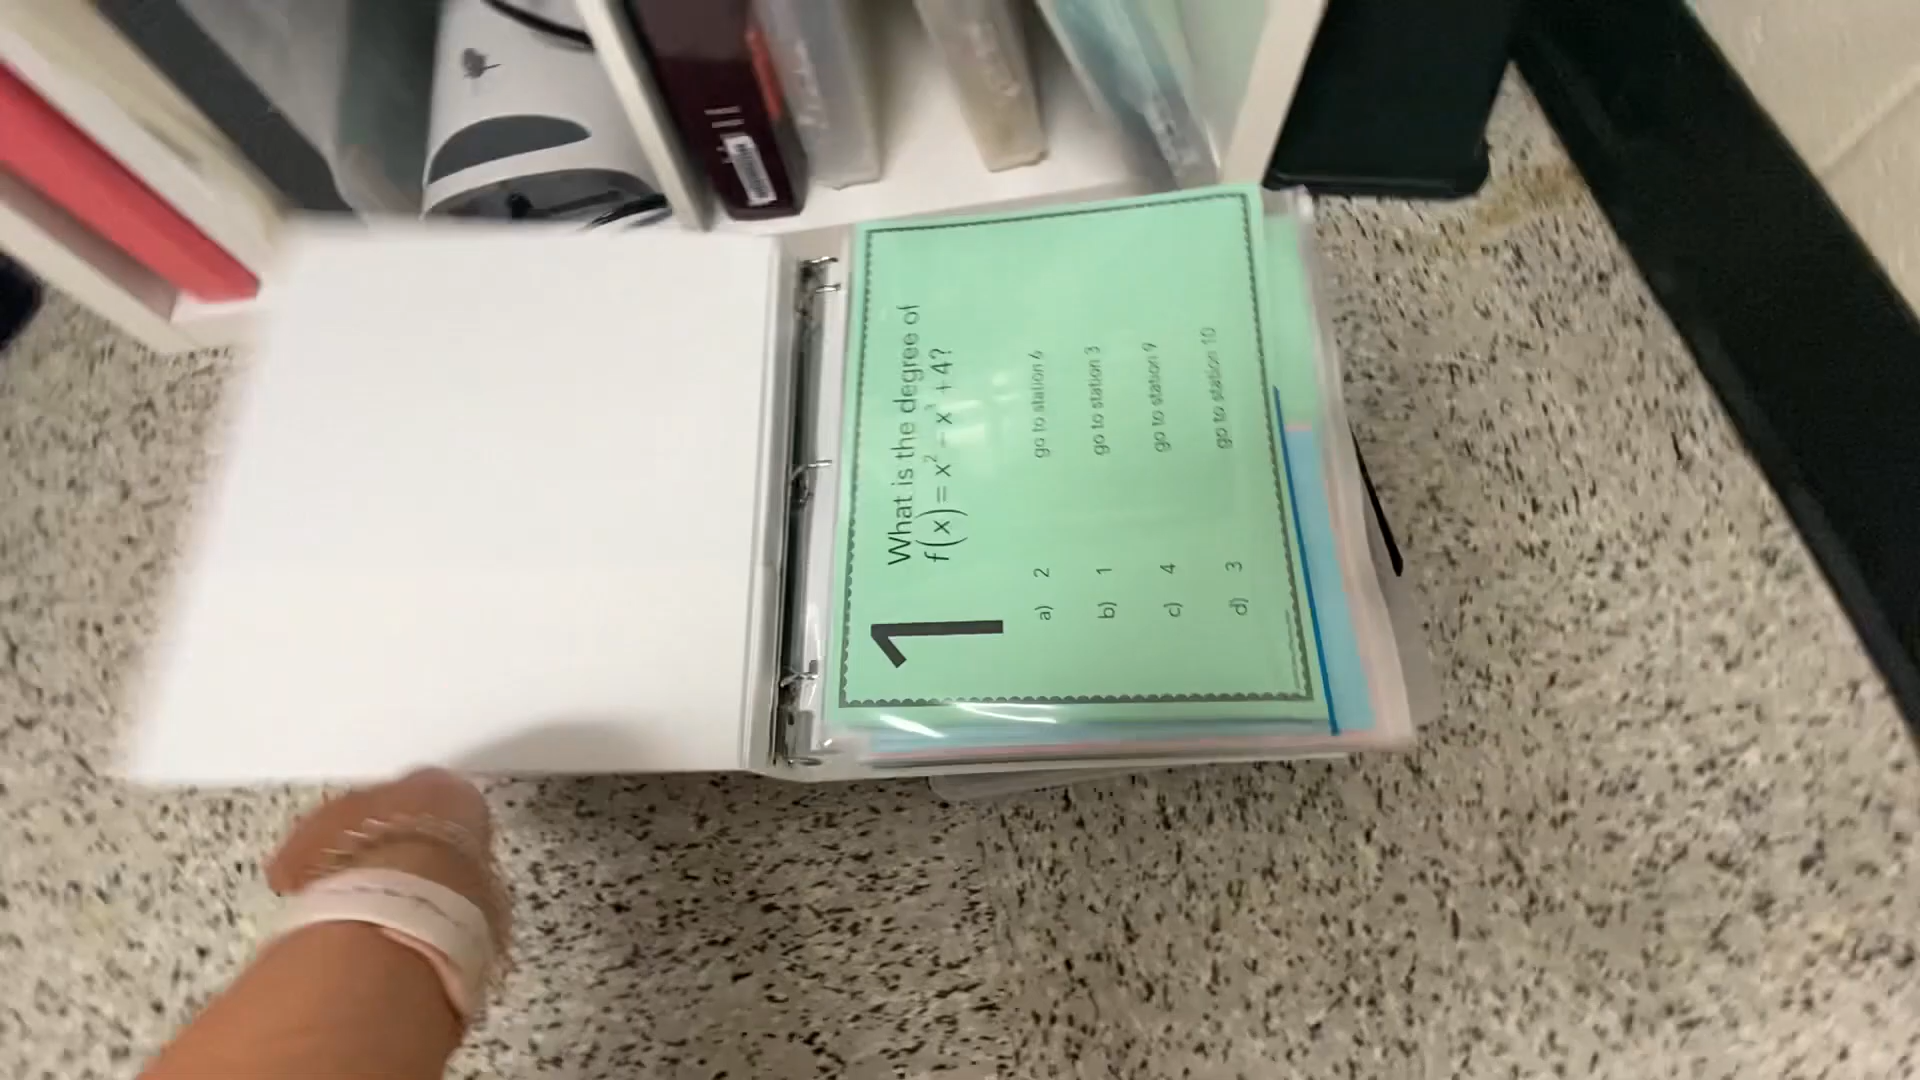 1
What is the degree of
f(x) = x² - x³ + 4?
a) 2 go to station 6
b) 1 go to station 3
c) 4 go to station 9
d) 3 go to station 10